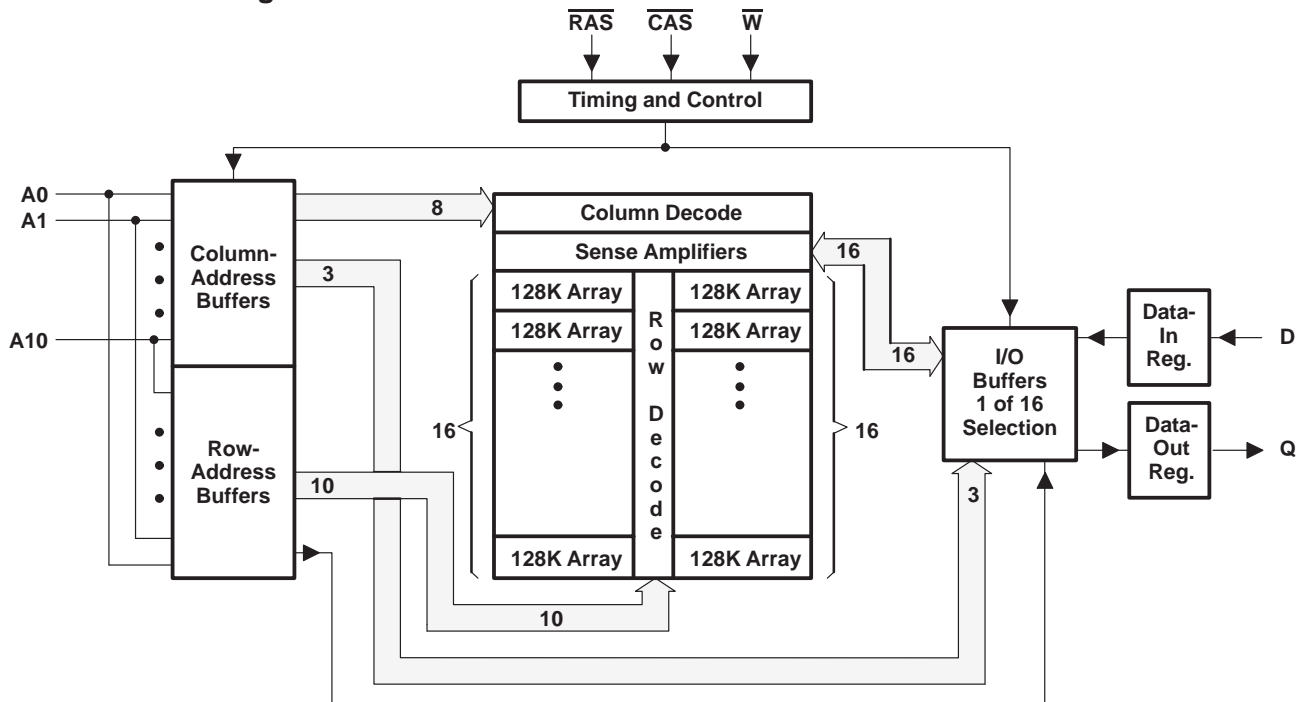 RAS CAS W
Timing and Control
A0
A1
A10
Column-
Address
Buffers
Row-
Address
Buffers
8
3
10
10
3
Column Decode
Sense Amplifiers
128K Array
128K Array
128K Array
128K Array
128K Array
128K Array
Row Decode
16
16
16
16
I/O
Buffers
1 of 16
Selection
Data-
In
Reg.
D
Data-
Out
Reg.
Q